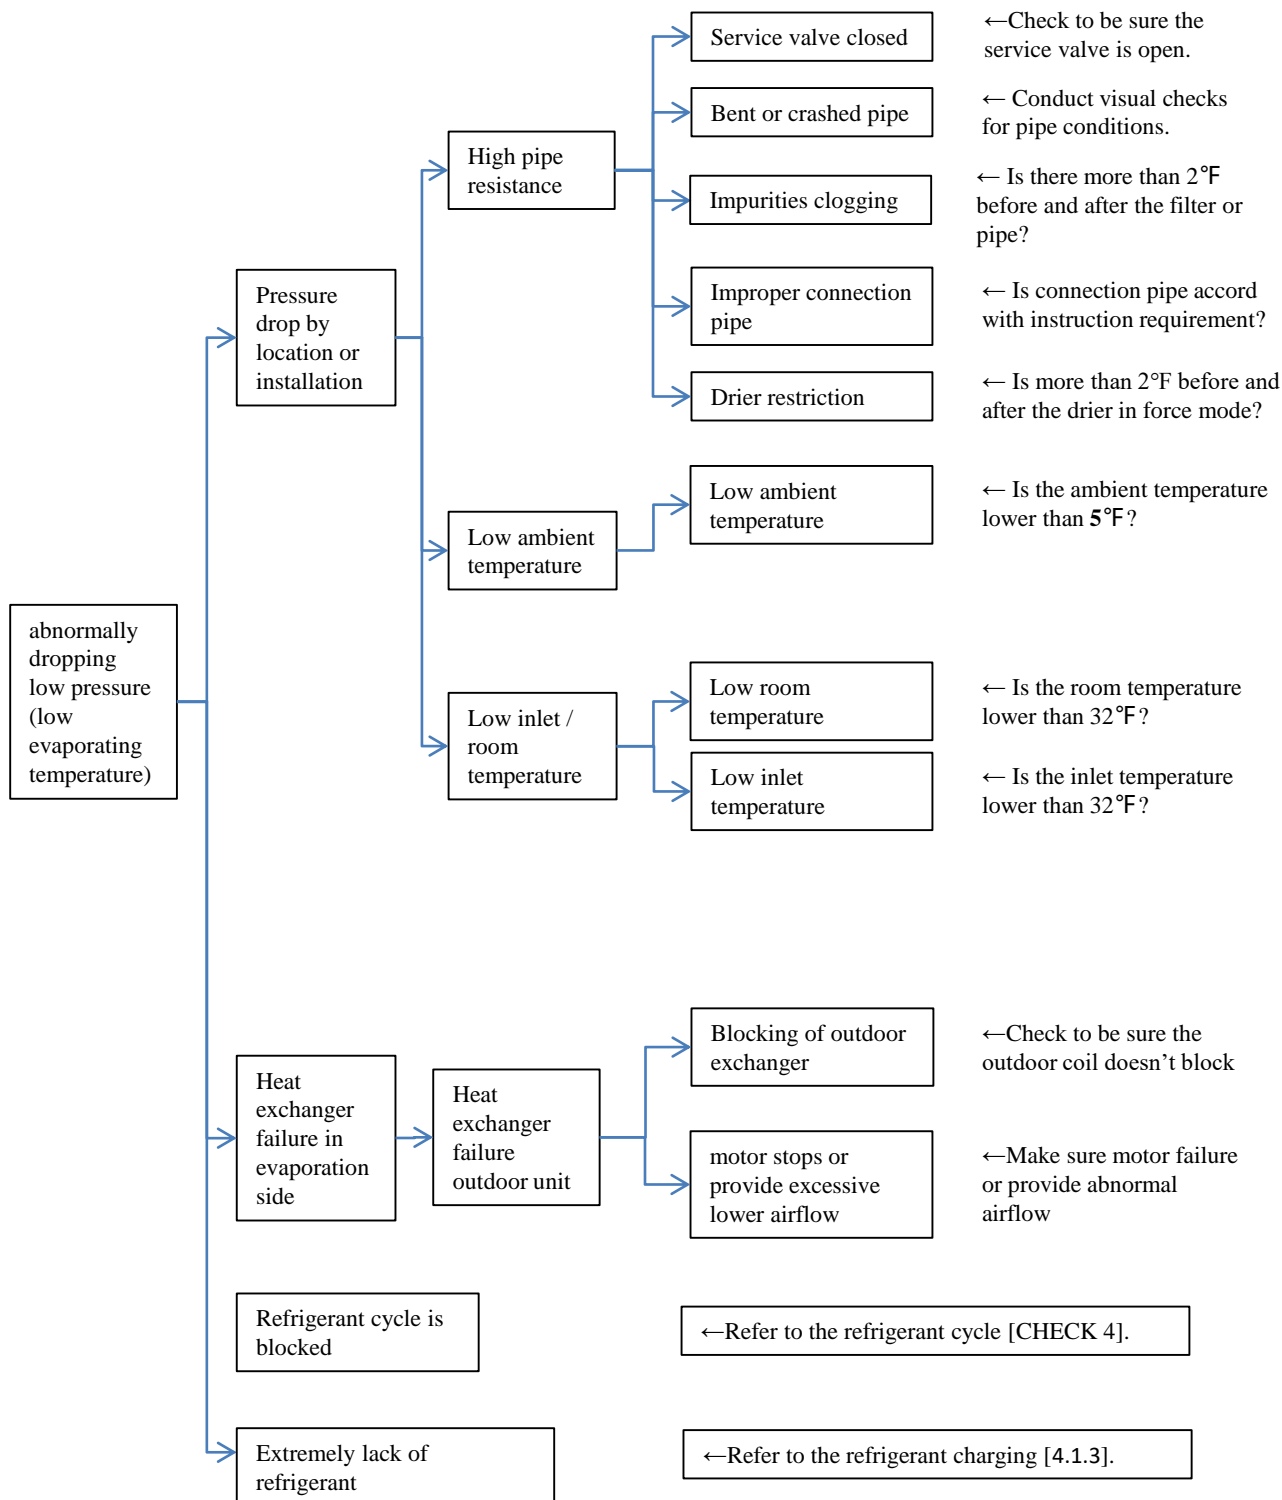 Service valve closed
←Check to be sure the
service valve is open.
Bent or crashed pipe
← Conduct visual checks
for pipe conditions.
High pipe
resistance
Impurities clogging
← Is there more than 2℉
before and after the filter or
pipe?
Pressure
drop by
location or
installation
Improper connection
pipe
← Is connection pipe accord
with instruction requirement?
Drier restriction
← Is more than 2°F before and
after the drier in force mode?
Low ambient
temperature
Low ambient
temperature
← Is the ambient temperature
lower than 5℉?
abnormally
dropping
low pressure
(low
evaporating
temperature)
Low inlet /
room
temperature
Low room
temperature
← Is the room temperature
lower than 32℉?
Low inlet
temperature
← Is the inlet temperature
lower than 32℉?
Heat
exchanger
failure in
evaporation
side
Heat
exchanger
failure
outdoor unit
Blocking of outdoor
exchanger
←Check to be sure the
outdoor coil doesn’t block
motor stops or
provide excessive
lower airflow
←Make sure motor failure
or provide abnormal
airflow
Refrigerant cycle is
blocked
←Refer to the refrigerant cycle [CHECK 4].
Extremely lack of
refrigerant
←Refer to the refrigerant charging [4.1.3].